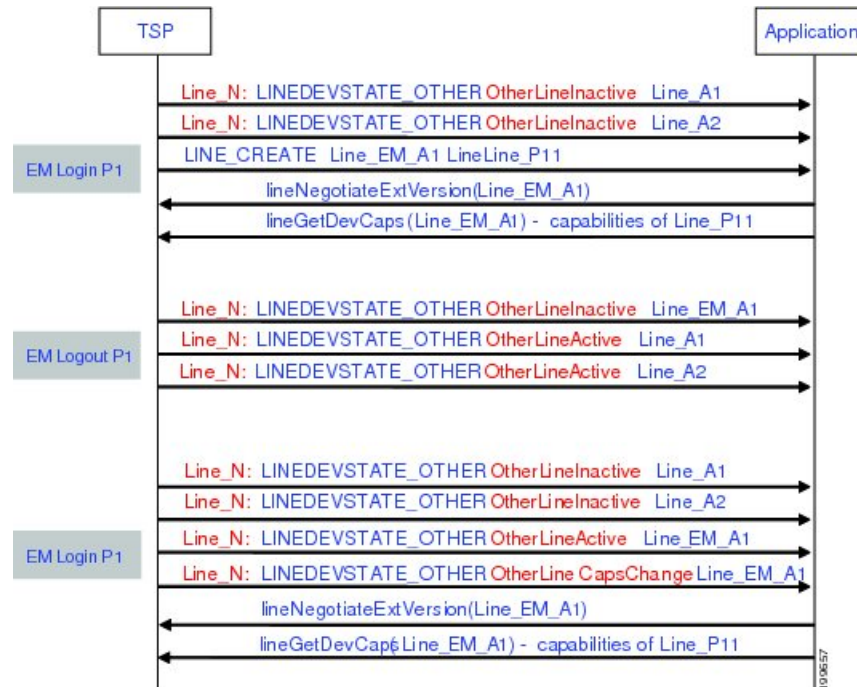 TSP
Application
Line_N: LINEDEVSTATE_OTHER OtherLineInactive Line_A1
Line_N: LINEDEVSTATE_OTHER OtherLineInactive Line_A2
EM Login P1
LINE_CREATE Line_EM_A1 LineLine_P11
lineNegotiateExtVersion(Line_EM_A1)
lineGetDevCaps(Line_EM_A1) - capabilities of Line_P11
Line_N: LINEDEVSTATE_OTHER OtherLineInactive Line_EM_A1
EM Logout P1
Line_N: LINEDEVSTATE_OTHER OtherLineActive Line_A1
Line_N: LINEDEVSTATE_OTHER OtherLineActive Line_A2
Line_N: LINEDEVSTATE_OTHER OtherLineInactive Line_A1
Line_N: LINEDEVSTATE_OTHER OtherLineInactive Line_A2
EM Login P1
Line_N: LINEDEVSTATE_OTHER OtherLineActive Line_EM_A1
Line_N: LINEDEVSTATE_OTHER OtherLine CapsChange Line_EM_A1
lineNegotiateExtVersion(Line_EM_A1)
lineGetDevCaps(Line_EM_A1) - capabilities of Line_P11